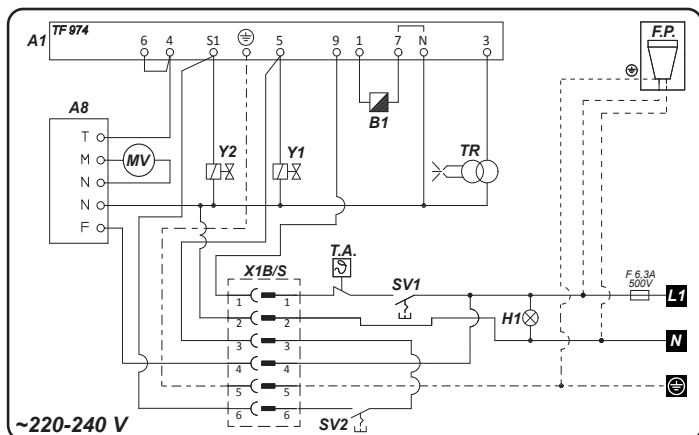 TF 974
A1
6 4 S1 5 9 1 7 N 3
F.P.
A8
T
M
N
N
F
MV
Y2
Y1
B1
TR
T.A.
X1B/S
SV1
H1
F 6,3A
500V
L1
N
1 1
2 2
3 3
4 4
5 5
6 6
SV2
~220-240 V